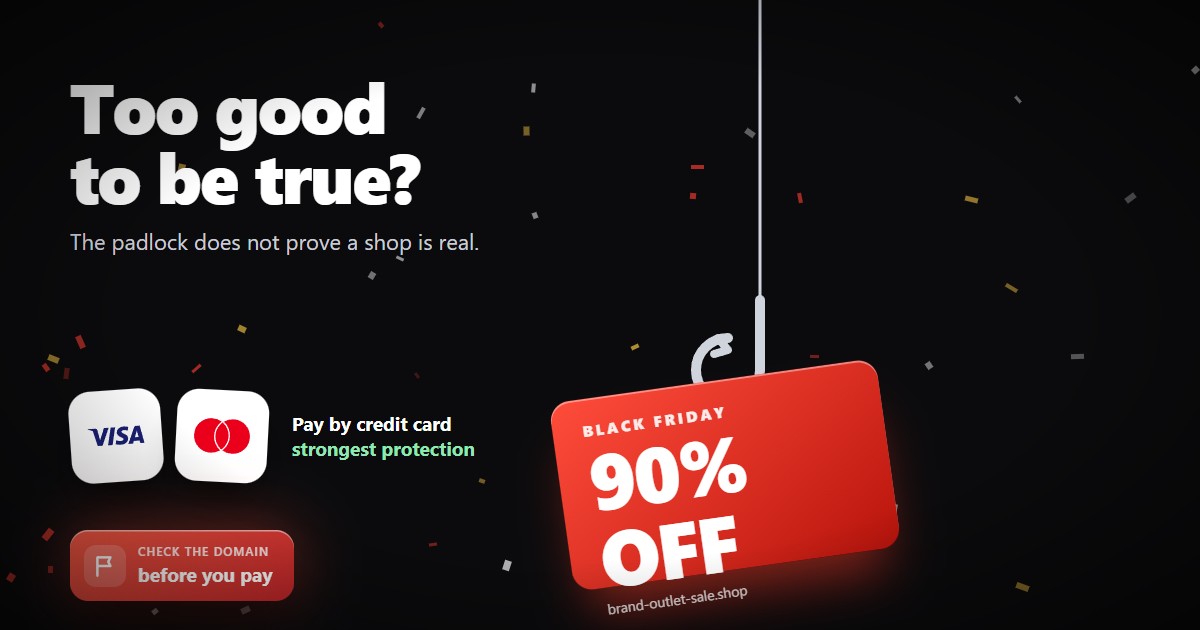 Too good
to be true?
The padlock does not prove a shop is real.
VISA
Pay by credit card
strongest protection
CHECK THE DOMAIN
before you pay
BLACK FRIDAY
90%
OFF
brand-outlet-sale.shop